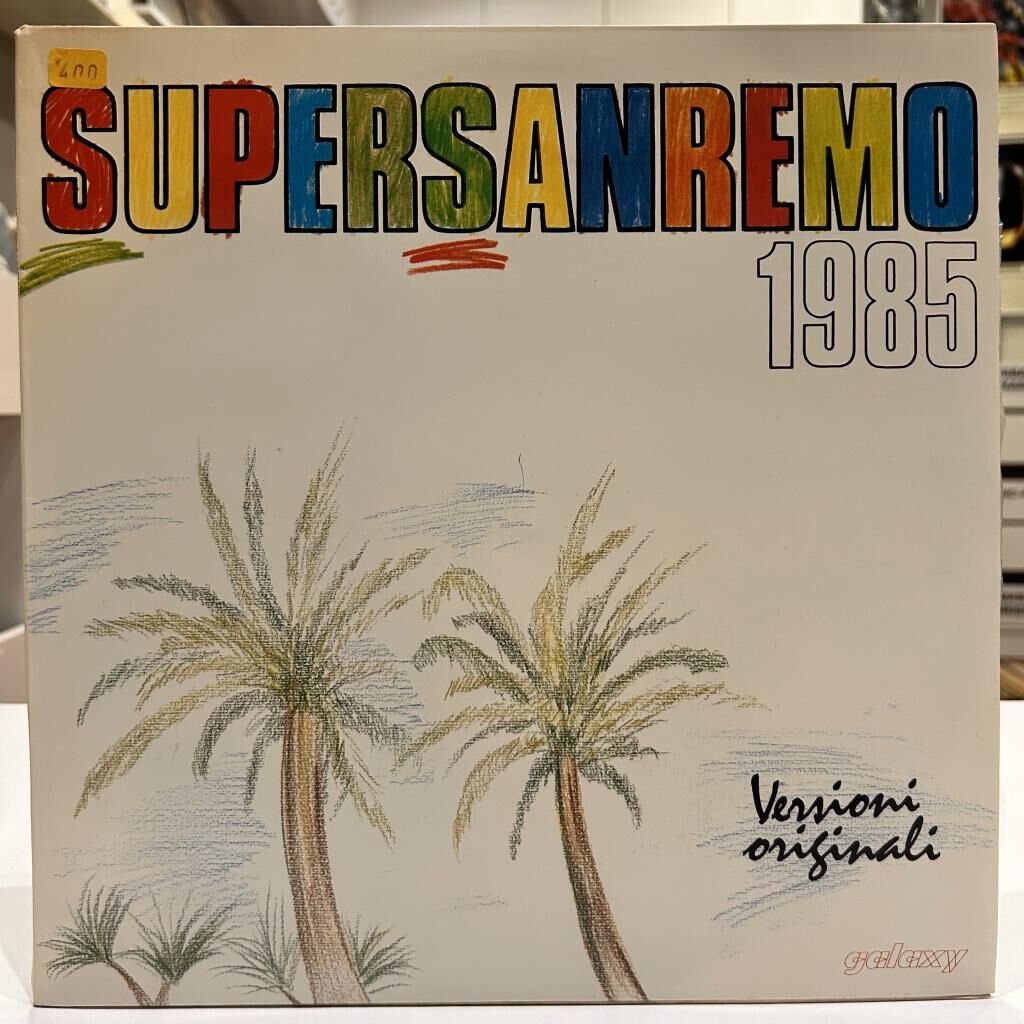 ¥400
SUPERSANREMO
1985
Versioni
originali
galaxy